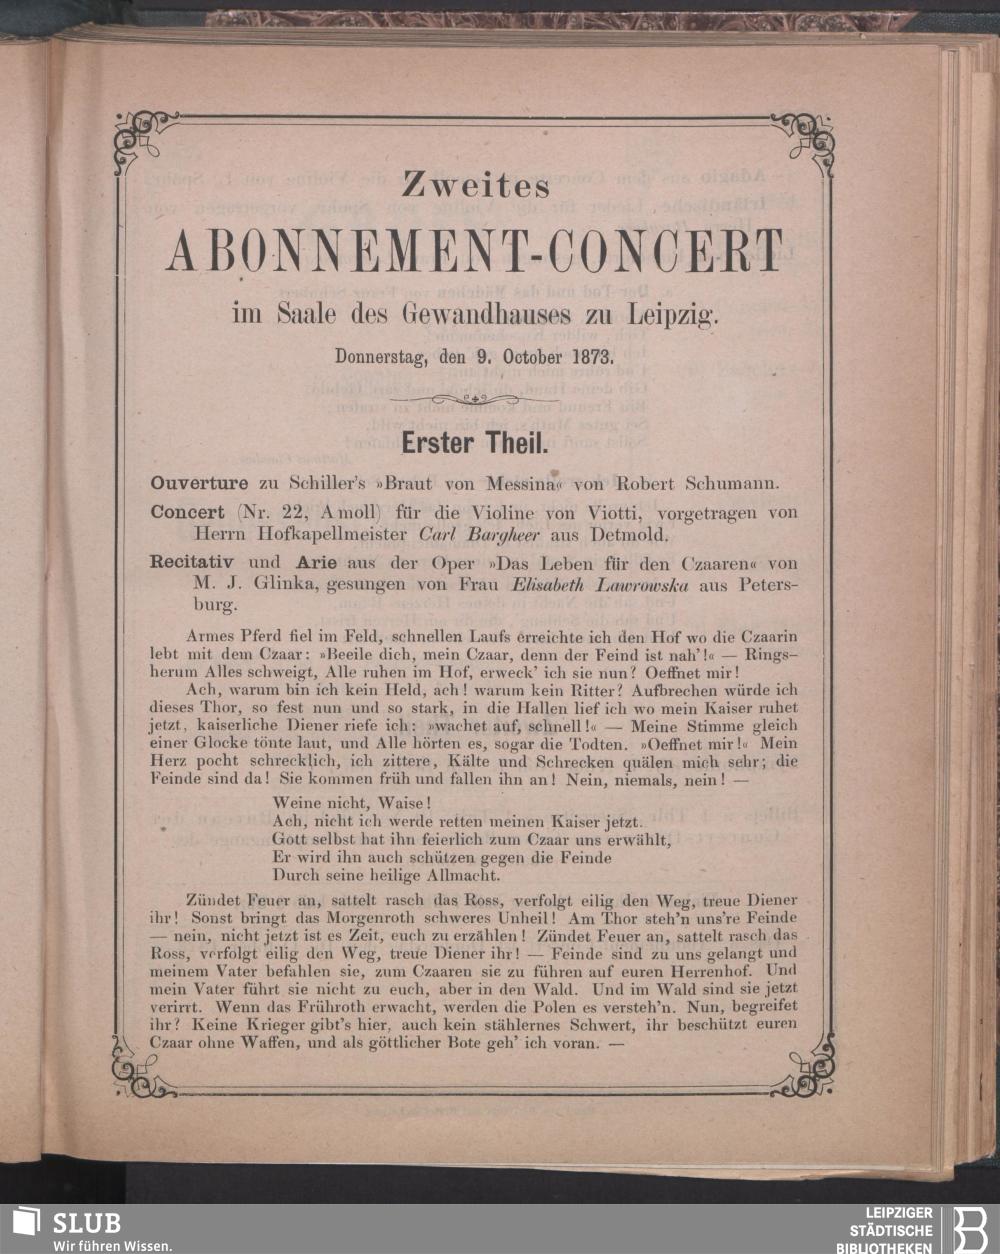 Zweites
ABONNEMENT-CONCERT
im Saale des Gewandhauses zu Leipzig.
Donnerstag, den 9. October 1873.
Erster Theil.
Ouverture zu Schiller's »Braut von Messina« von Robert Schumann.
Concert (Nr. 22, A moll) für die Violine von Viotti, vorgetragen von
Herrn Hofkapellmeister Carl Bargheer aus Detmold.
Recitativ und Arie aus der Oper »Das Leben für den Czaaren« von
M. J. Glinka, gesungen von Frau Elisabeth Lawrowska aus Peters-
burg.
Armes Pferd fiel im Feld, schnellen Laufs erreichte ich den Hof wo die Czaarin
lebt mit dem Czaar: »Beeile dich, mein Czaar, denn der Feind ist nah'!« — Rings-
herum Alles schweigt, Alle ruhen im Hof, erweck' ich sie nun? Oeffnet mir!
Ach, warum bin ich kein Held, ach! warum kein Ritter? Aufbrechen würde ich
dieses Thor, so fest nun und so stark, in die Hallen lief ich wo mein Kaiser ruhet
jetzt, kaiserliche Diener riefe ich: »wachet auf, schnell!« — Meine Stimme gleich
einer Glocke tönte laut, und Alle hörten es, sogar die Todten. »Oeffnet mir!« Mein
Herz pocht schrecklich, ich zittere, Kälte und Schrecken quälen mich sehr; die
Feinde sind da! Sie kommen früh und fallen ihn an! Nein, niemals, nein! —
Weine nicht, Waise!
Ach, nicht ich werde retten meinen Kaiser jetzt.
Gott selbst hat ihn feierlich zum Czaar uns erwählt,
Er wird ihn auch schützen gegen die Feinde
Durch seine heilige Allmacht.
Zündet Feuer an, sattelt rasch das Ross, verfolgt eilig den Weg, treue Diener
ihr! Sonst bringt das Morgenroth schweres Unheil! Am Thor steh'n uns're Feinde
— nein, nicht jetzt ist es Zeit, euch zu erzählen! Zündet Feuer an, sattelt rasch das
Ross, verfolgt eilig den Weg, treue Diener ihr! — Feinde sind zu uns gelangt und
meinem Vater befahlen sie, zum Czaaren sie zu führen auf euren Herrenhof. Und
mein Vater führt sie nicht zu euch, aber in den Wald. Und im Wald sind sie jetzt
verirrt. Wenn das Frühroth erwacht, werden die Polen es versteh'n. Nun, begreifet
ihr? Keine Krieger gibt's hier, auch kein stählernes Schwert, ihr beschützt euren
Czaar ohne Waffen, und als göttlicher Bote geh' ich voran. —
SLUB
Wir führen Wissen.
LEIPZIGER
STÄDTISCHE
BIBLIOTHEKEN